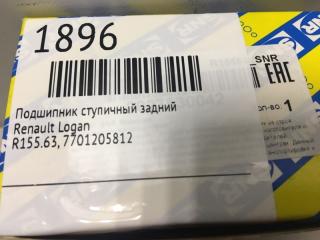 1896
Подшипник ступичный задний
Renault Logan
R155.63, 7701205812
SNR
EAC
кол-во: 1